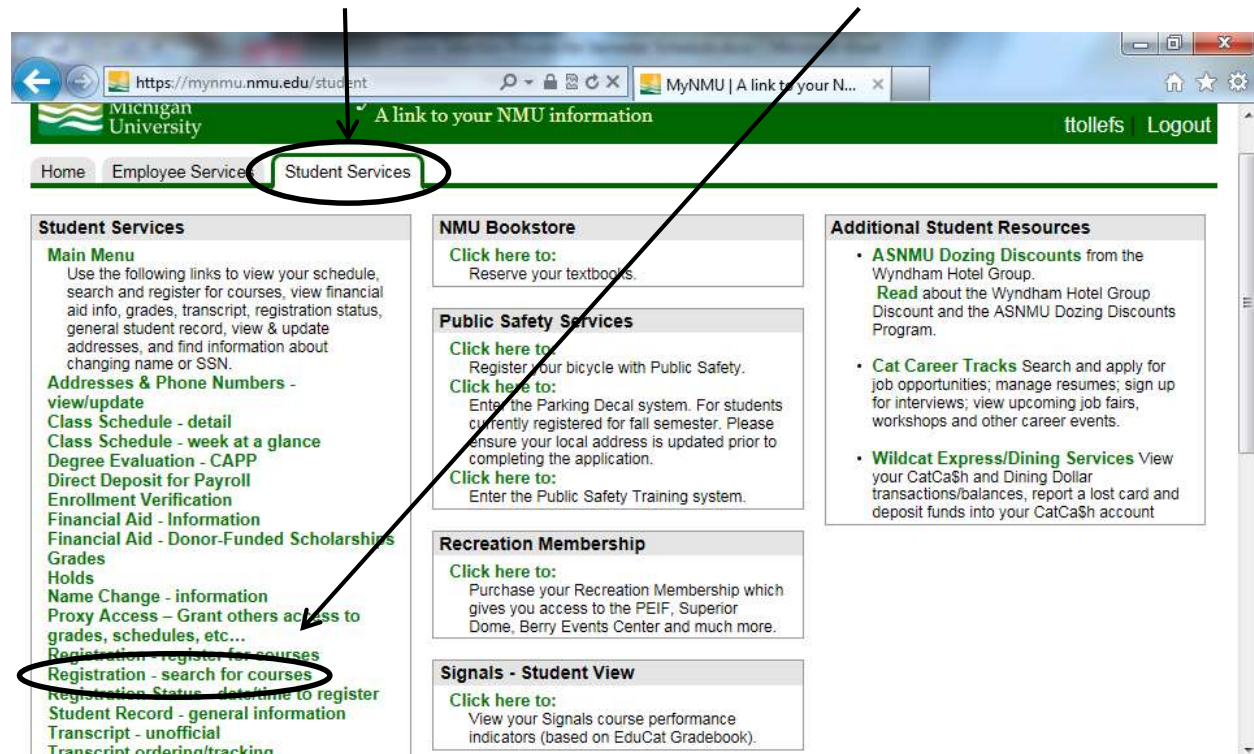 https://mynmu.nmu.edu/student
MyNMU | A link to your N...
Michigan
University
A link to your NMU information
ttollefs | Logout
Home
Employee Services
Student Services
Student Services
Main Menu
Use the following links to view your schedule,
search and register for courses, view financial
aid info, grades, transcript, registration status,
general student record, view & update
addresses, and find information about
changing name or SSN.
Addresses & Phone Numbers -
view/update
Class Schedule - detail
Class Schedule - week at a glance
Degree Evaluation - CAPP
Direct Deposit for Payroll
Enrollment Verification
Financial Aid - Information
Financial Aid - Donor-Funded Scholarships
Grades
Holds
Name Change - information
Proxy Access – Grant others access to
grades, schedules, etc...
Registration - register for courses
Registration - search for courses
Registration Status - date/time to register
Student Record - general information
Transcript - unofficial
Transcript ordering/tracking
NMU Bookstore
Click here to:
Reserve your textbooks.
Public Safety Services
Click here to:
Register your bicycle with Public Safety.
Click here to:
Enter the Parking Decal system. For students
currently registered for fall semester. Please
ensure your local address is updated prior to
completing the application.
Click here to:
Enter the Public Safety Training system.
Recreation Membership
Click here to:
Purchase your Recreation Membership which
gives you access to the PEIF, Superior
Dome, Berry Events Center and much more.
Signals - Student View
Click here to:
View your Signals course performance
indicators (based on EduCat Gradebook).
Additional Student Resources
• ASNMU Dozing Discounts from the
Wyndham Hotel Group.
Read about the Wyndham Hotel Group
Discount and the ASNMU Dozing Discounts
Program.
• Cat Career Tracks Search and apply for
job opportunities; manage resumes; sign up
for interviews; view upcoming job fairs,
workshops and other career events.
• Wildcat Express/Dining Services View
your CatCa$h and Dining Dollar
transactions/balances, report a lost card and
deposit funds into your CatCa$h account